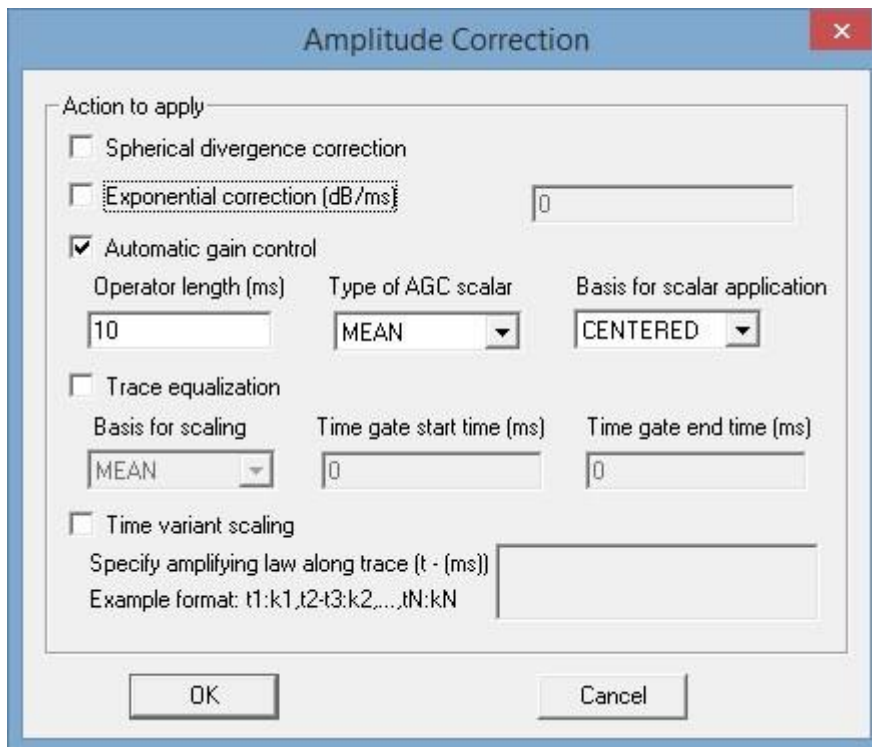 Amplitude Correction
Action to apply
Spherical divergence correction
Exponential correction (dB/ms) 0
Automatic gain control
Operator length (ms) Type of AGC scalar Basis for scalar application
10 MEAN CENTERED
Trace equalization
Basis for scaling Time gate start time (ms) Time gate end time (ms)
MEAN 0 0
Time variant scaling
Specify amplifying law along trace (t - (ms))
Example format: t1:k1,t2-t3:k2,...,tN:kN
OK Cancel